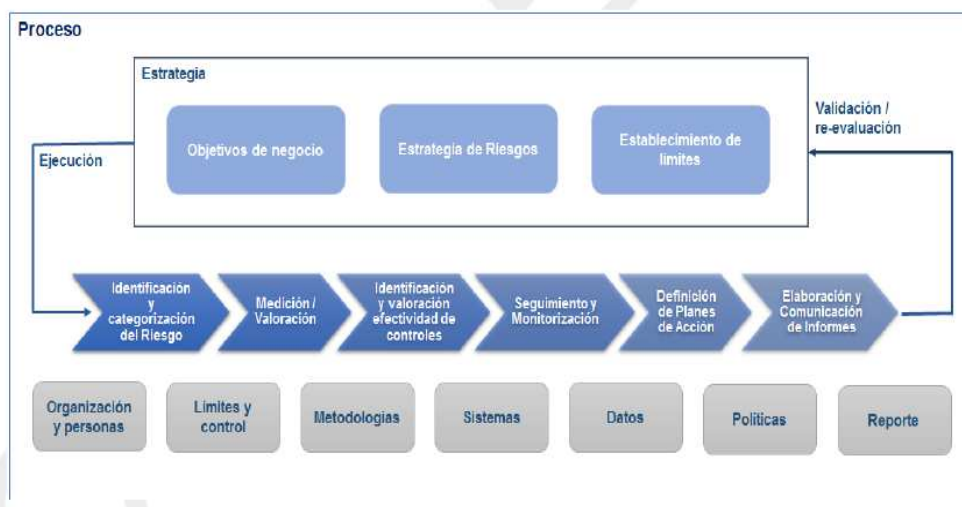 Proceso
Estrategia
Objetivos de negocio
Estrategia de Riesgos
Establecimiento de
límites
Validación /
re-evaluación
Ejecución
Identificación
y
categorización
del Riesgo
Medición /
Valoración
Identificación
y valoración
efectividad de
controles
Seguimiento y
Monitorización
Definición
de Planes
de Acción
Elaboración y
Comunicación
de Informes
Organización
y personas
Límites y
control
Metodologías
Sistemas
Datos
Políticas
Reporte